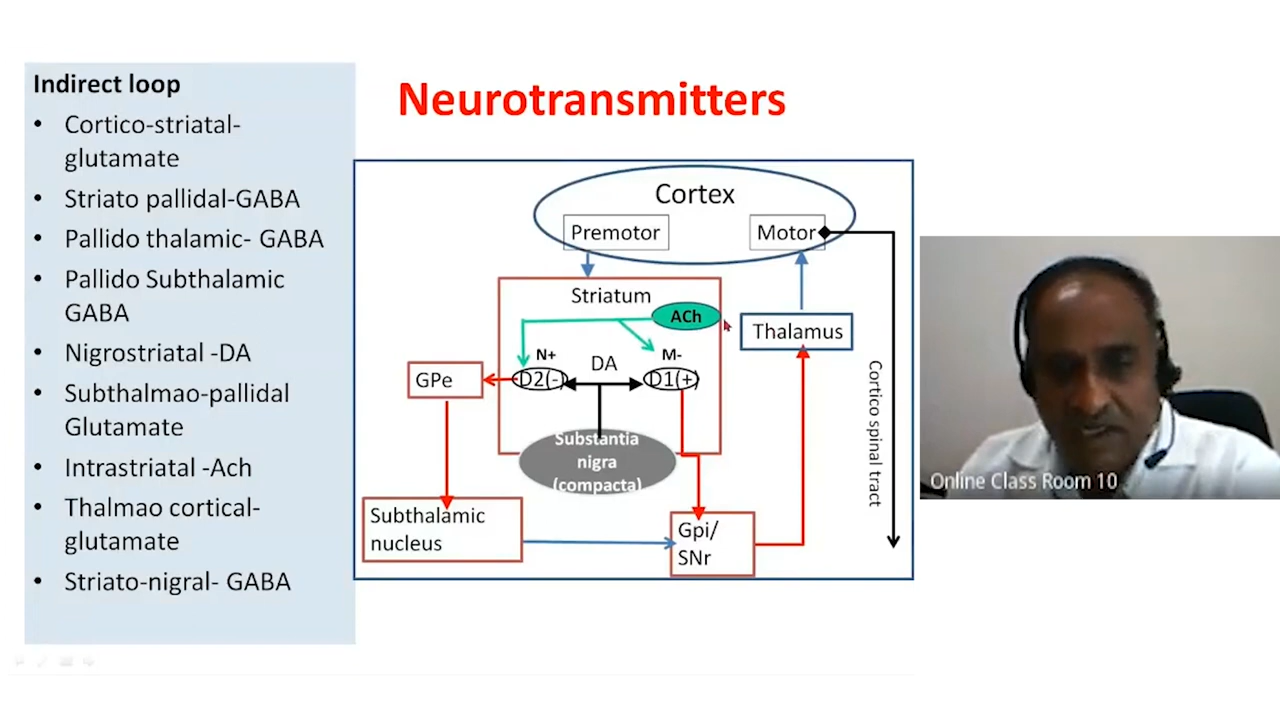 Indirect loop
• Cortico-striatal-
glutamate
• Striato pallidal-GABA
• Pallido thalamic- GABA
• Pallido Subthalamic
GABA
• Nigrostriatal -DA
• Subthalmao-pallidal
Glutamate
• Intrastriatal -Ach
• Thalmao cortical-
glutamate
• Striato-nigral- GABA
Neurotransmitters
Cortex
Premotor
Motor
Striatum
ACh
Thalamus
N+
DA
M-
GPe
D2(-)
D1(+)
Substantia
nigra
(compacta)
Subthalamic
nucleus
Gpi/
SNr
Cortico spinal tract
Online Class Room 10